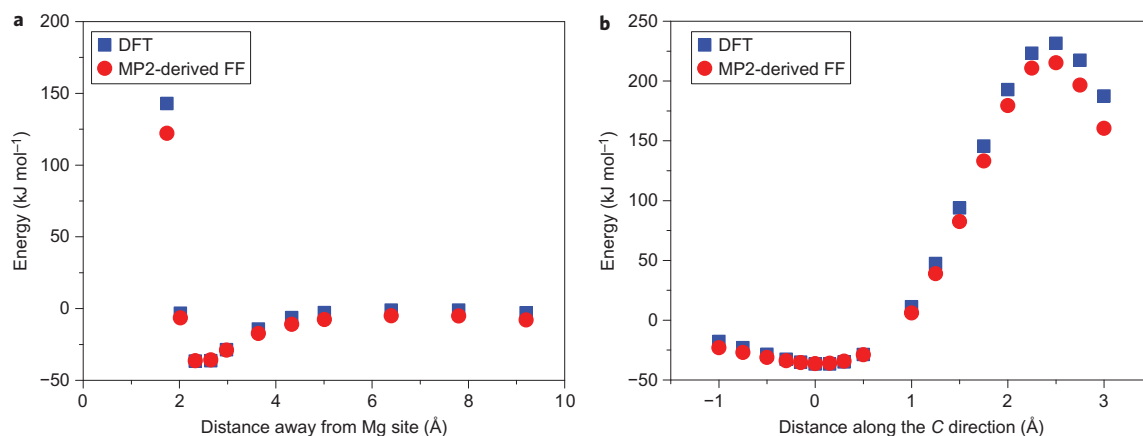 a
DFT
MP2-derived FF
Energy (kJ mol⁻¹)
200
150
100
50
0
−50
0
2
4
6
8
10
Distance away from Mg site (Å)
b
DFT
MP2-derived FF
Energy (kJ mol⁻¹)
250
200
150
100
50
0
−50
−1
0
1
2
3
Distance along the C direction (Å)